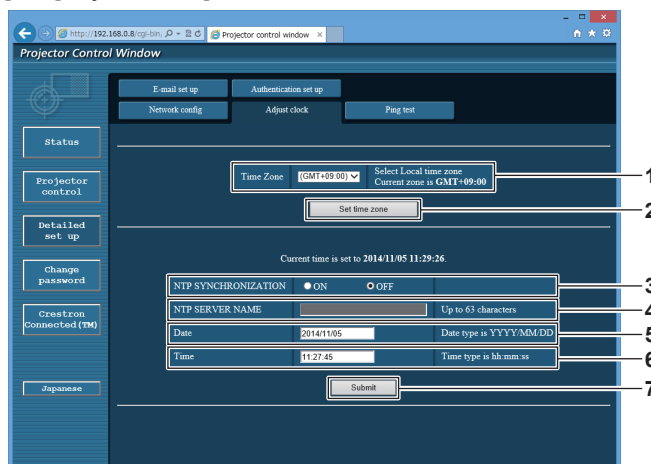 http://192.168.0.8/cgi-bin,
Projector control window
Projector Control Window
E-mail set up
Authentication set up
Network config
Adjust clock
Ping test
Status
Projector
control
Detailed
set up
Change
password
Crestron
Connected(TM)
Japanese
Time Zone
(GMT+09:00)
Select Local time zone
Current zone is GMT+09:00
1
Set time zone
2
Current time is set to 2014/11/05 11:29:26.
NTP SYNCHRONIZATION
ON
OFF
3
NTP SERVER NAME
Up to 63 characters
4
Date
2014/11/05
Date type is YYYY/MM/DD
5
Time
11:27:45
Time type is hh:mm:ss
6
Submit
7